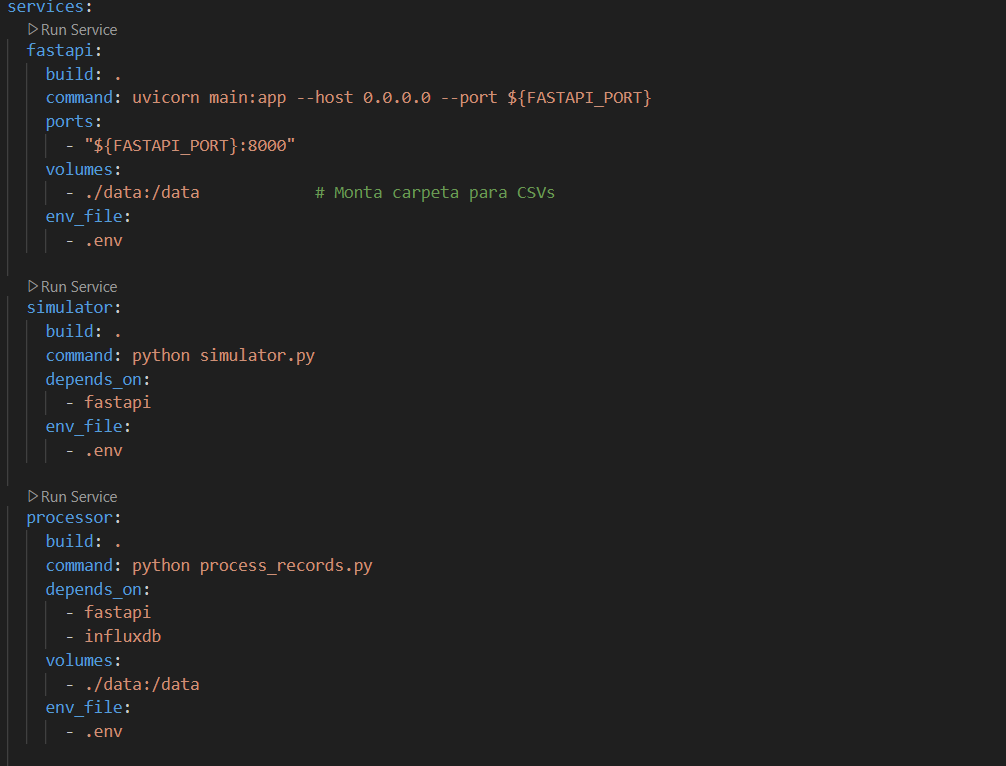 services:
▷Run Service
  fastapi:
    build: .
    command: uvicorn main:app --host 0.0.0.0 --port ${FASTAPI_PORT}
    ports:
      - "${FASTAPI_PORT}:8000"
    volumes:
      - ./data:/data            # Monta carpeta para CSVs
    env_file:
      - .env
▷Run Service
  simulator:
    build: .
    command: python simulator.py
    depends_on:
      - fastapi
    env_file:
      - .env
▷Run Service
  processor:
    build: .
    command: python process_records.py
    depends_on:
      - fastapi
      - influxdb
    volumes:
      - ./data:/data
    env_file:
      - .env